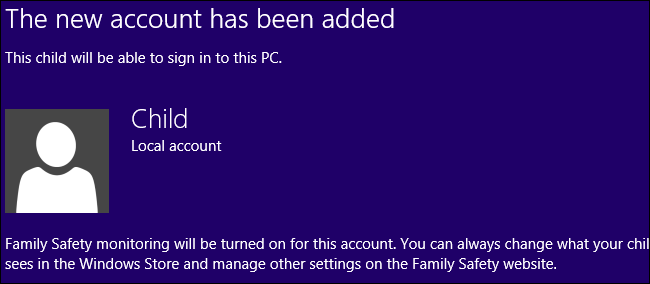 The new account has been added
This child will be able to sign in to this PC.
Child
Local account
Family Safety monitoring will be turned on for this account. You can always change what your chil
sees in the Windows Store and manage other settings on the Family Safety website.